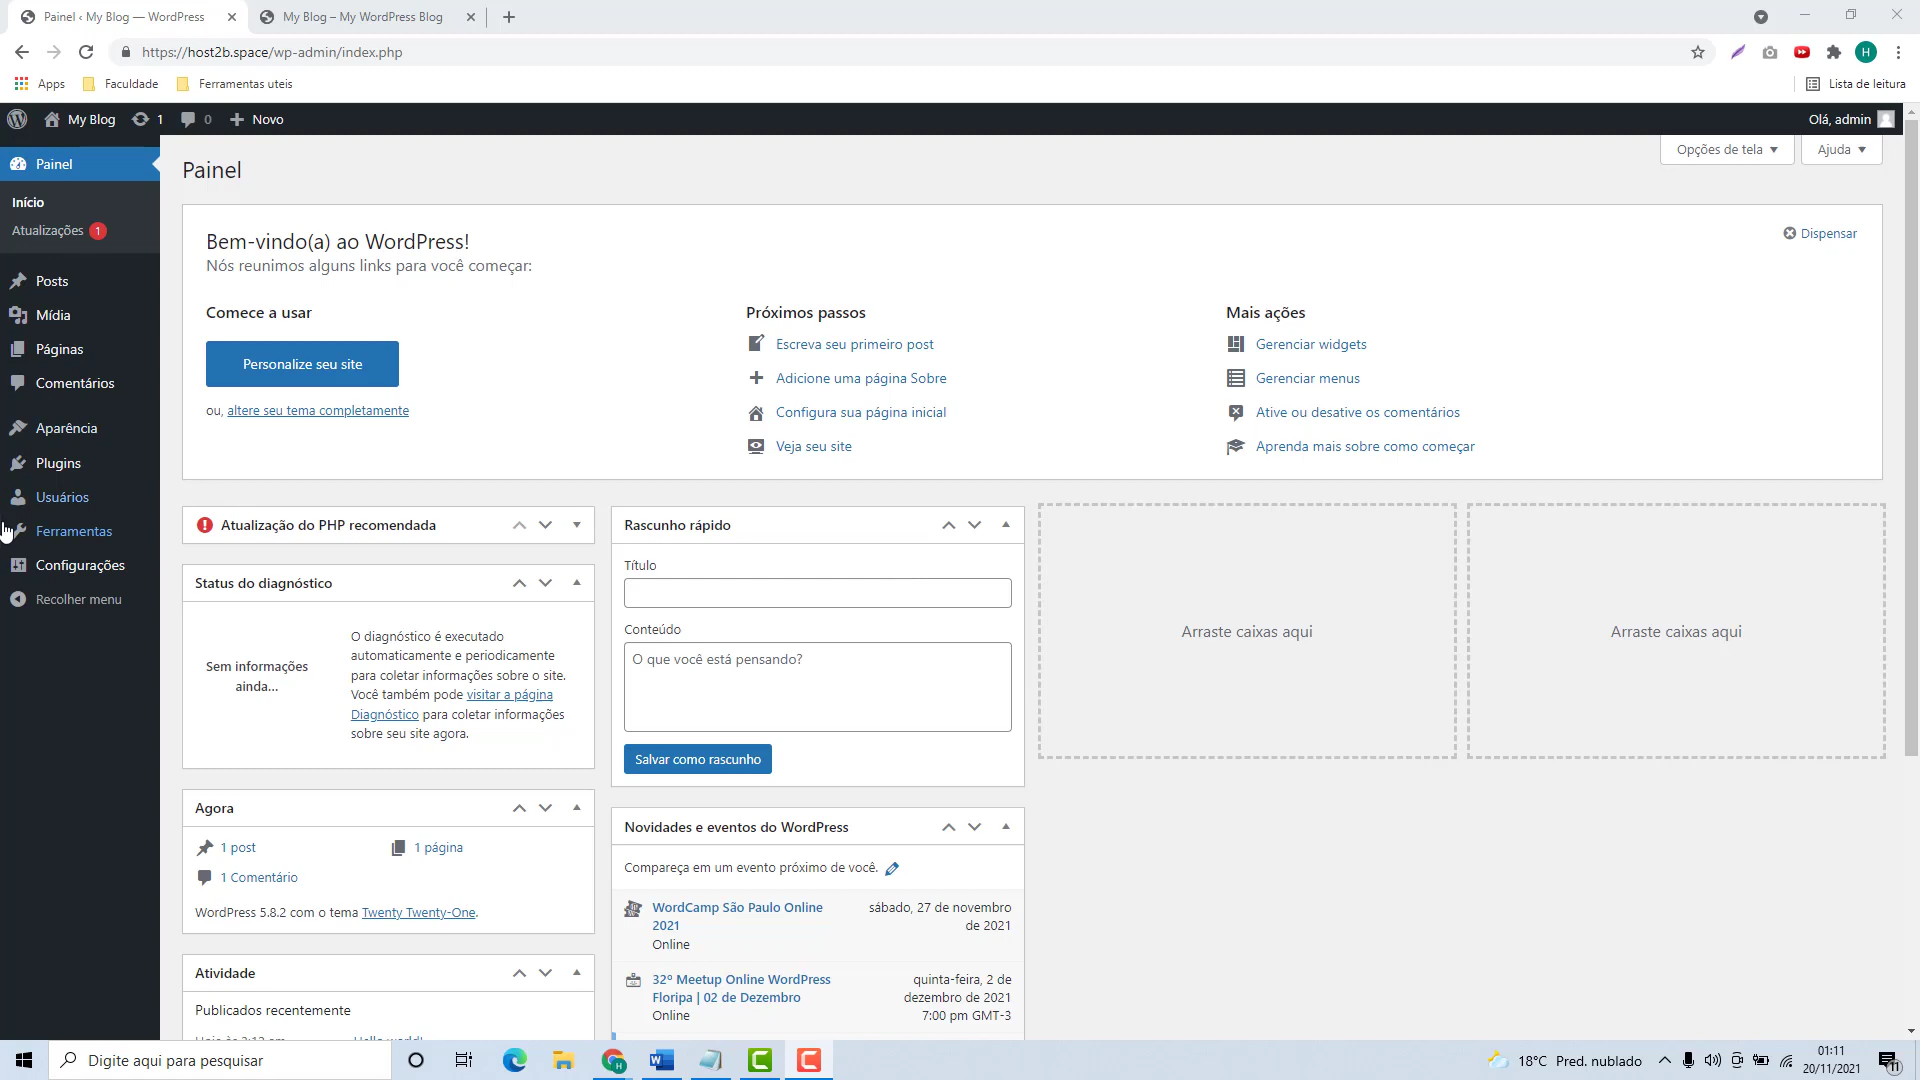 Painel ‹ My Blog — WordPress
My Blog – My WordPress Blog
https://host2b.space/wp-admin/index.php
H
Apps
Faculdade
Ferramentas uteis
Lista de leitura
My Blog
1
0
Novo
Olá, admin
Painel
Início
Atualizações 1
Posts
Mídia
Páginas
Comentários
Aparência
Plugins
Usuários
Ferramentas
Configurações
Recolher menu
Painel
Opções de tela
Ajuda
Bem-vindo(a) ao WordPress!
Nós reunimos alguns links para você começar:
Dispensar
Comece a usar
Personalize seu site
ou, altere seu tema completamente
Próximos passos
Escreva seu primeiro post
Adicione uma página Sobre
Configura sua página inicial
Veja seu site
Mais ações
Gerenciar widgets
Gerenciar menus
Ative ou desative os comentários
Aprenda mais sobre como começar
Atualização do PHP recomendada
Status do diagnóstico
Sem informações
ainda...
O diagnóstico é executado
automaticamente e periodicamente
para coletar informações sobre o site.
Você também pode visitar a página
Diagnóstico para coletar informações
sobre seu site agora.
Agora
1 post
1 página
1 Comentário
WordPress 5.8.2 com o tema Twenty Twenty-One.
Atividade
Publicados recentemente
Rascunho rápido
Título
Conteúdo
O que você está pensando?
Salvar como rascunho
Novidades e eventos do WordPress
Compareça em um evento próximo de você.
WordCamp São Paulo Online
2021
Online
sábado, 27 de novembro
de 2021
32º Meetup Online WordPress
Floripa | 02 de Dezembro
Online
quinta-feira, 2 de
dezembro de 2021
7:00 pm GMT-3
Arraste caixas aqui
Arraste caixas aqui
Digite aqui para pesquisar
18°C Pred. nublado
01:11
20/11/2021
11